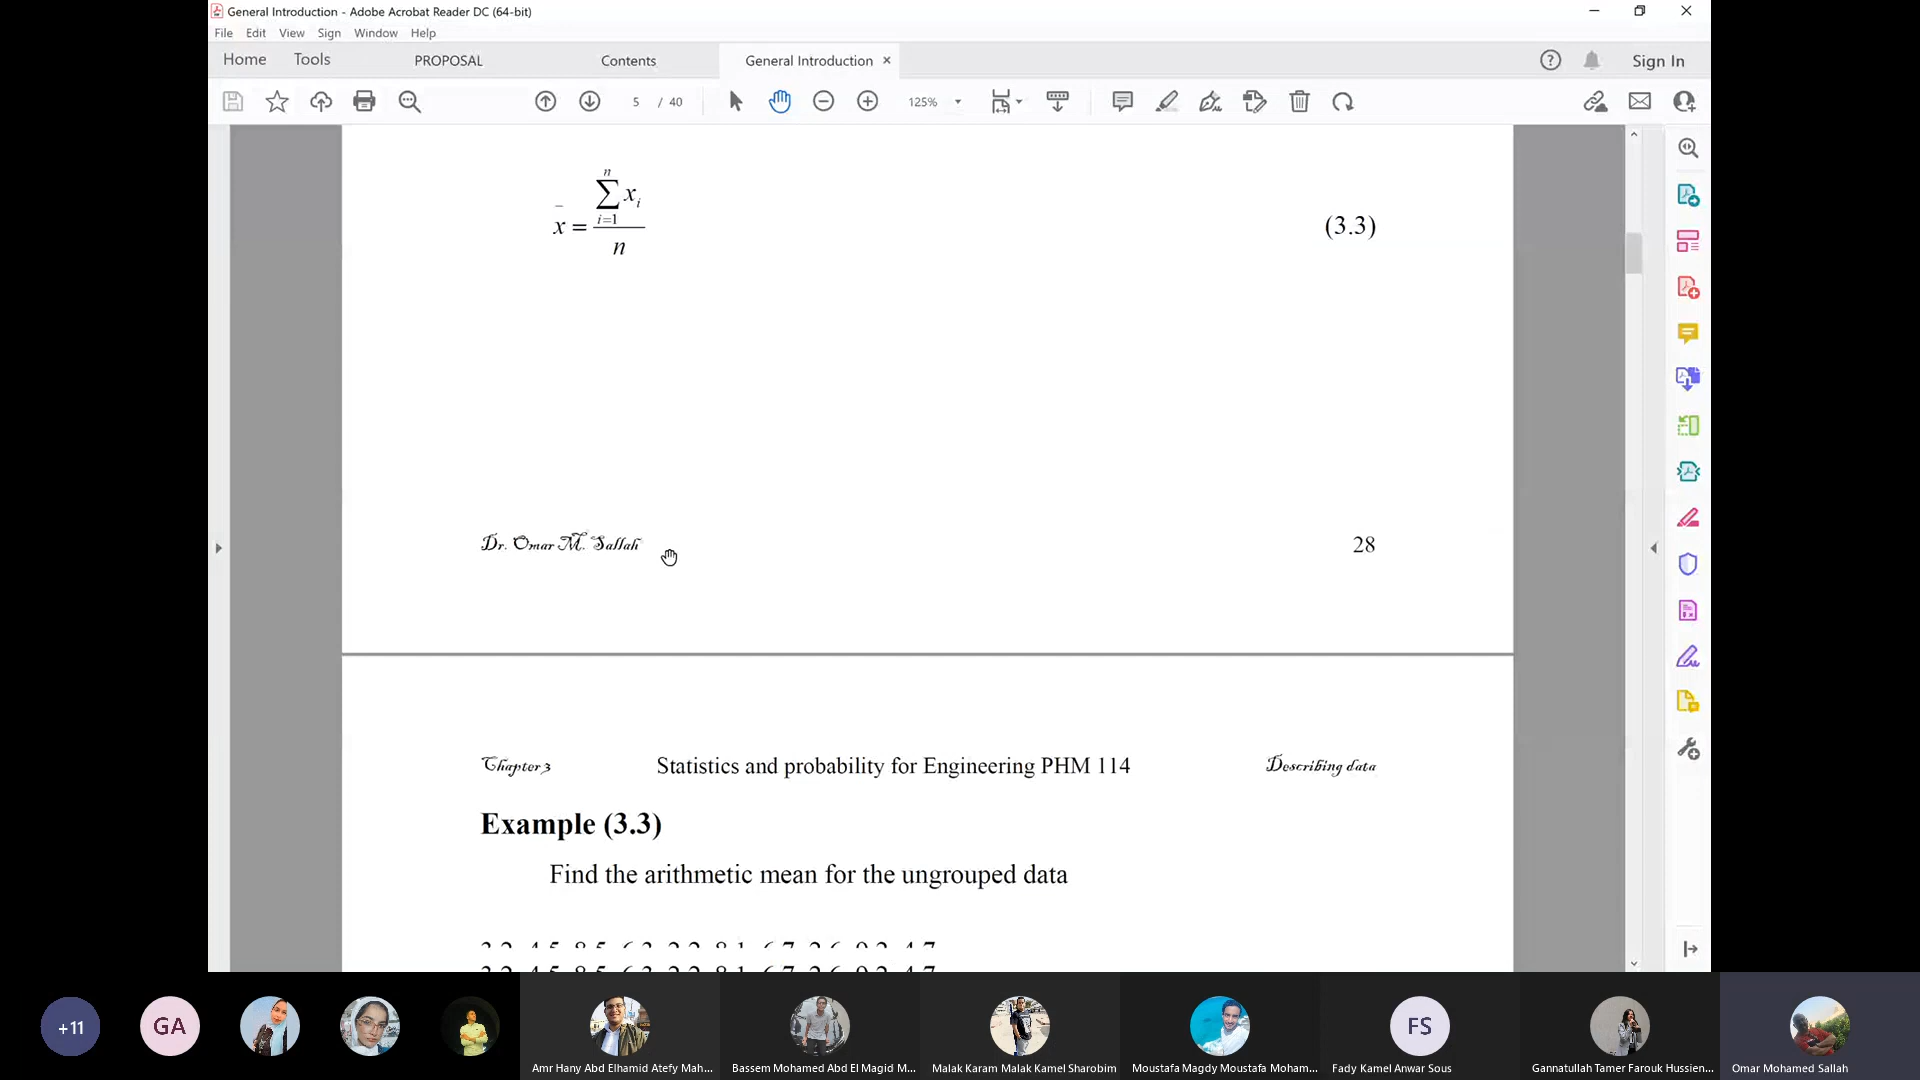 General Introduction - Adobe Acrobat Reader DC (64-bit)
File Edit View Sign Window Help
Home Tools PROPOSAL Contents General Introduction × Sign In
5 / 40 125%
n
∑ xᵢ
i=1
x̄ = n (3.3)
Dr. Omar M. Sallah 28
Chapter 3 Statistics and probability for Engineering PHM 114 Describing data
Example (3.3)
Find the arithmetic mean for the ungrouped data
+11 GA FS
Amr Hany Abd Elhamid Atefy Mah... Bassem Mohamed Abd El Magid M... Malak Karam Malak Kamel Sharobim Moustafa Magdy Moustafa Moham... Fady Kamel Anwar Sous Gannatullah Tamer Farouk Hussien... Omar Mohamed Sallah